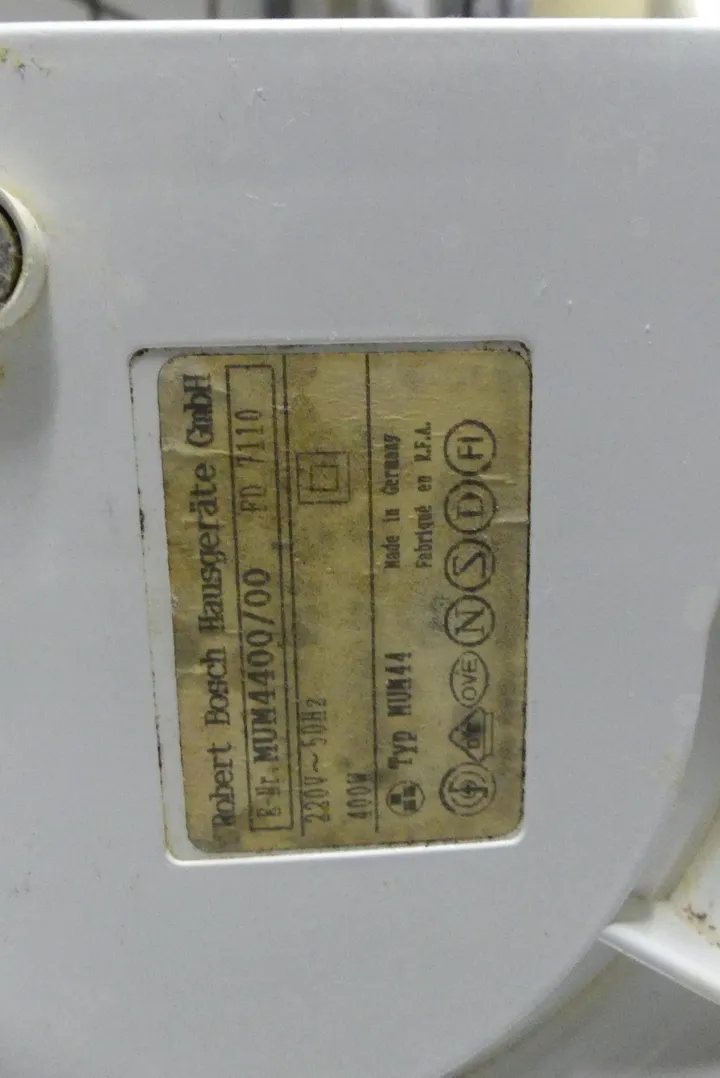 Robert Bosch Hausgeräte GmbH
E-Nr. MUM4400/00 FD 7110
220V~50Hz
400W
Typ MUM44
Made in Germany
Fabriqué en R.F.A.
OVE N S D FI